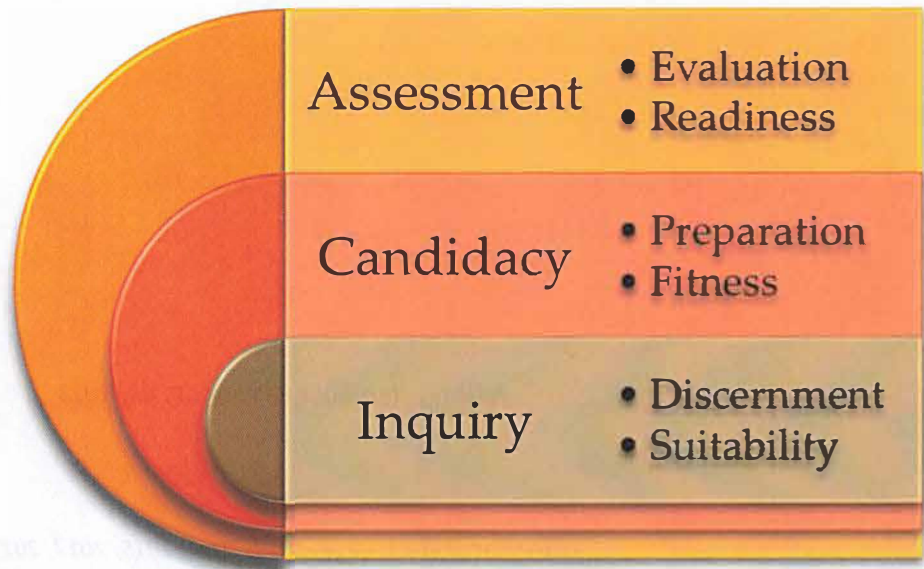 Assessment
• Evaluation
• Readiness
Candidacy
• Preparation
• Fitness
Inquiry
• Discernment
• Suitability